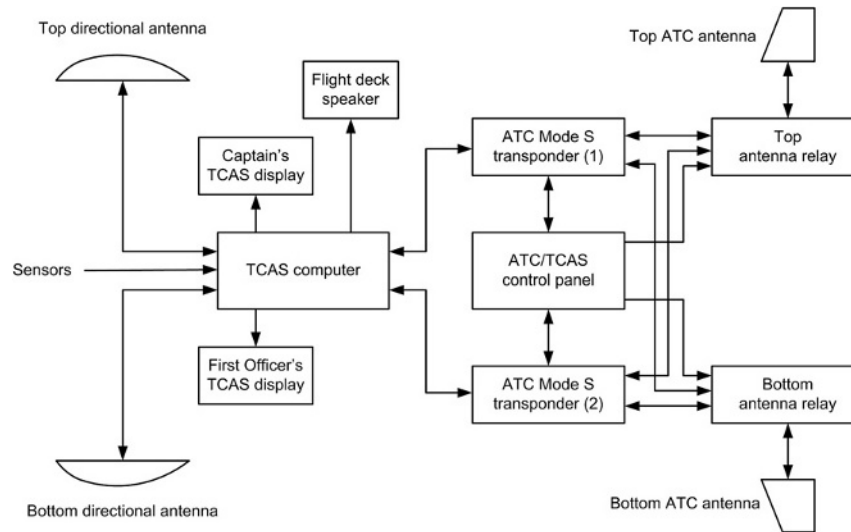 Top directional antenna
Top ATC antenna
Flight deck
speaker
Captain's
TCAS display
ATC Mode S
transponder (1)
Top
antenna relay
Sensors
TCAS computer
ATC/TCAS
control panel
First Officer's
TCAS display
ATC Mode S
transponder (2)
Bottom
antenna relay
Bottom directional antenna
Bottom ATC antenna